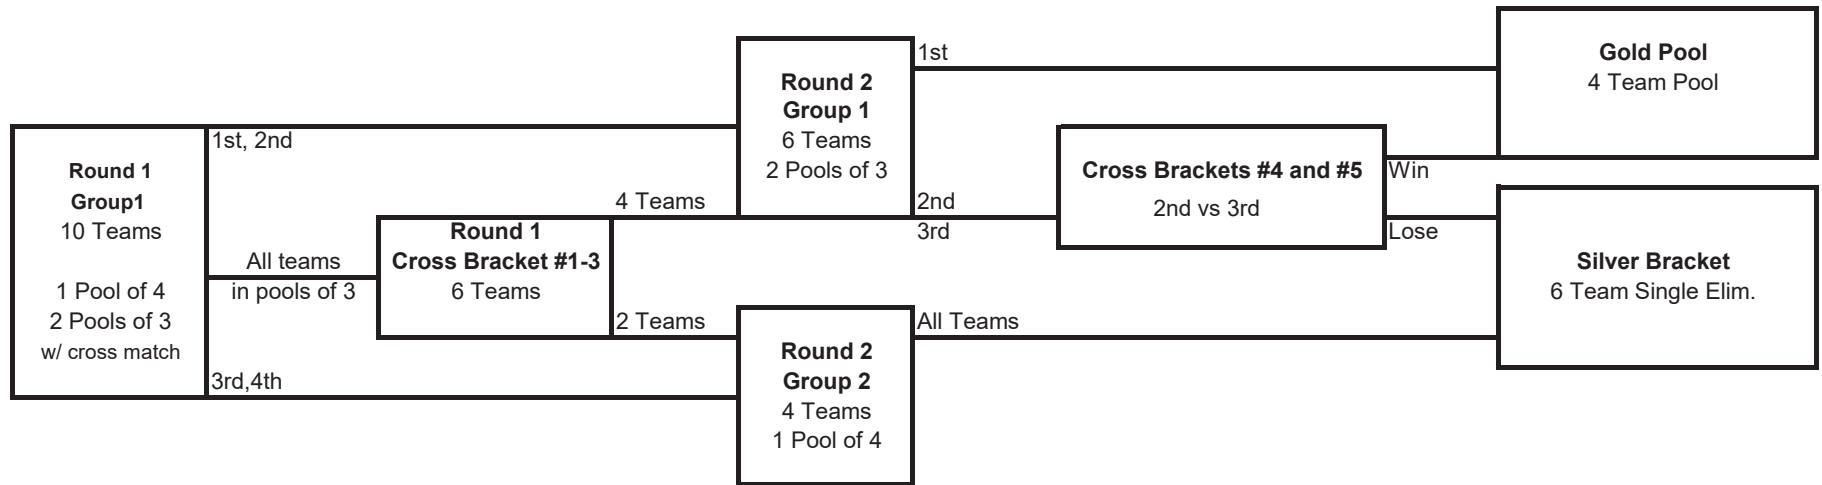 Round 1
Group1
10 Teams
1 Pool of 4
2 Pools of 3
w/ cross match
1st, 2nd
All teams
in pools of 3
3rd,4th
Round 1
Cross Bracket #1-3
6 Teams
4 Teams
2 Teams
Round 2
Group 1
6 Teams
2 Pools of 3
Round 2
Group 2
4 Teams
1 Pool of 4
1st
2nd
3rd
All Teams
Cross Brackets #4 and #5
2nd vs 3rd
Win
Lose
Gold Pool
4 Team Pool
Silver Bracket
6 Team Single Elim.